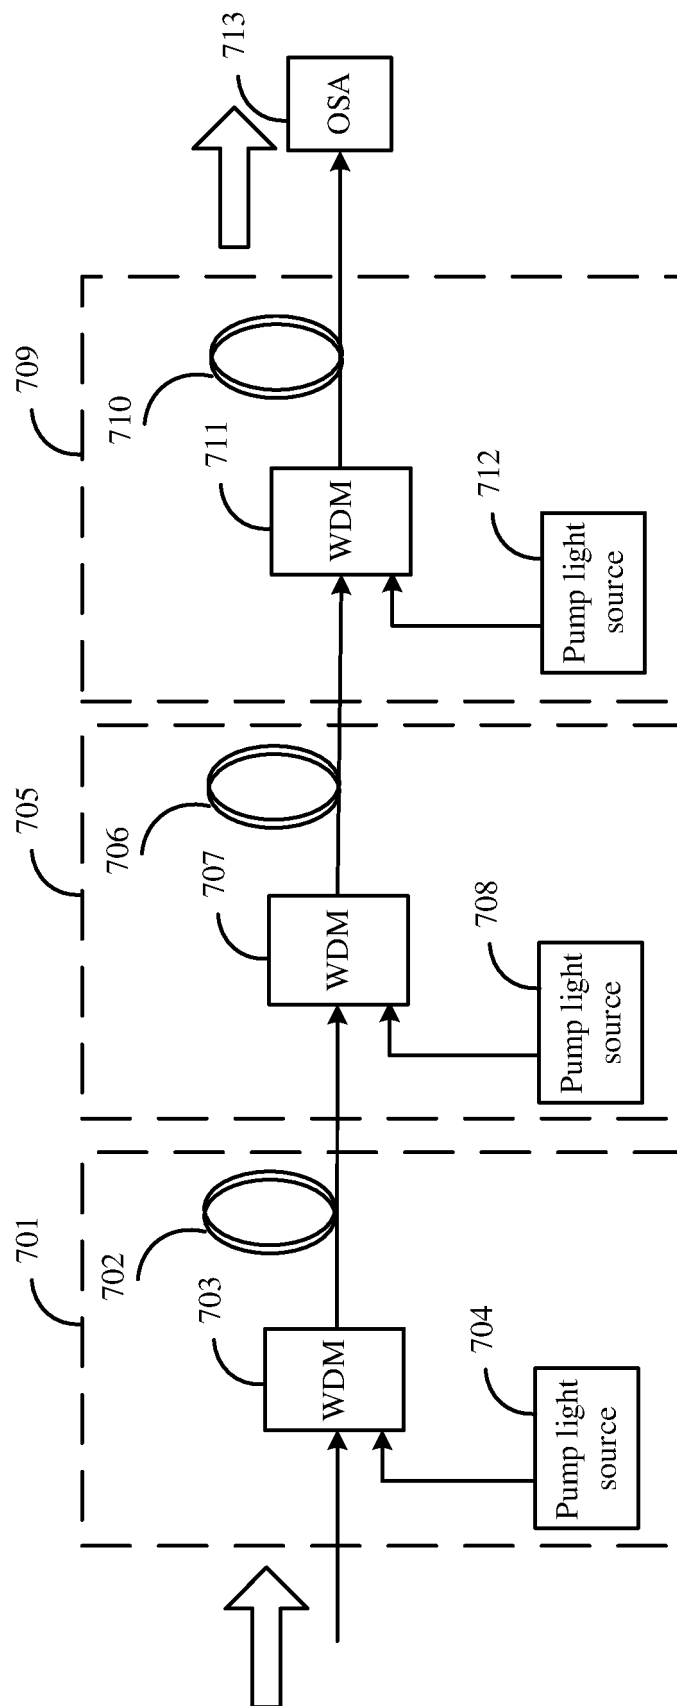 701
702
703
WDM
704
Pump light
source
705
706
707
WDM
708
Pump light
source
709
710
711
WDM
712
Pump light
source
713
OSA